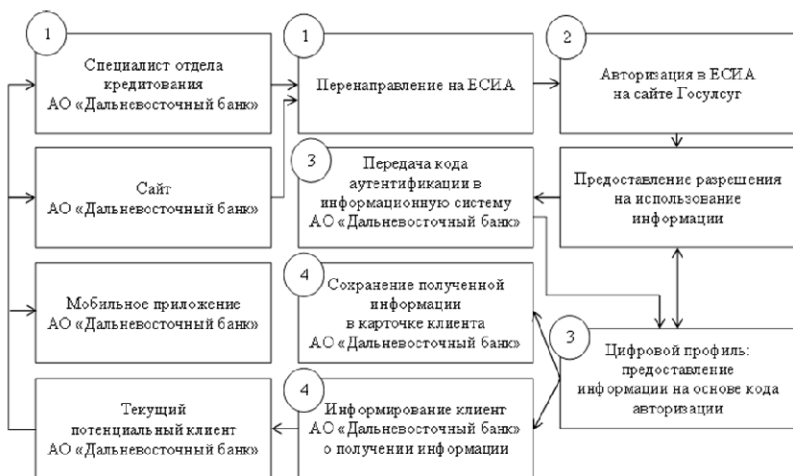 1
Специалист отдела
кредитования
АО «Дальневосточный банк»
1
Перенаправление на ЕСИА
2
Авторизация в ЕСИА
на сайте Госулсуг
Сайт
АО «Дальневосточный банк»
3
Передача кода
аутентификации в
информационную систему
АО «Дальневосточный банк»
Предоставление разрешения
на использование
информации
Мобильное приложение
АО «Дальневосточный банк»
4
Сохранение полученной
информации
в карточке клиента
АО «Дальневосточный банк»
3
Цифровой профиль:
предоставление
информации на основе кода
авторизации
Текущий
потенциальный клиент
АО «Дальневосточный банк»
4
Информирование клиент
АО «Дальневосточный банк»
о получении информации